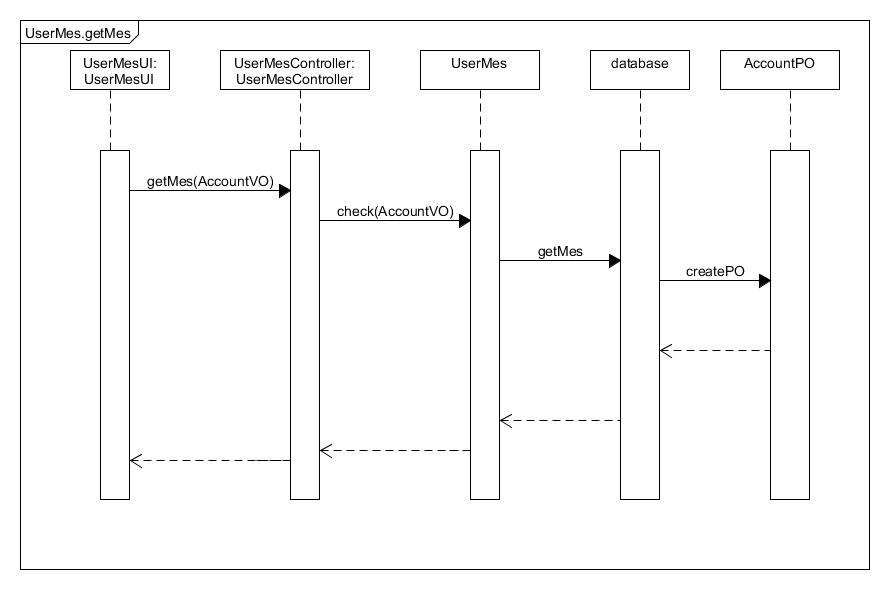 UserMes.getMes
UserMesUI:
UserMesUI
UserMesController:
UserMesController
UserMes
database
AccountPO
getMes(AccountVO)
check(AccountVO)
getMes
createPO